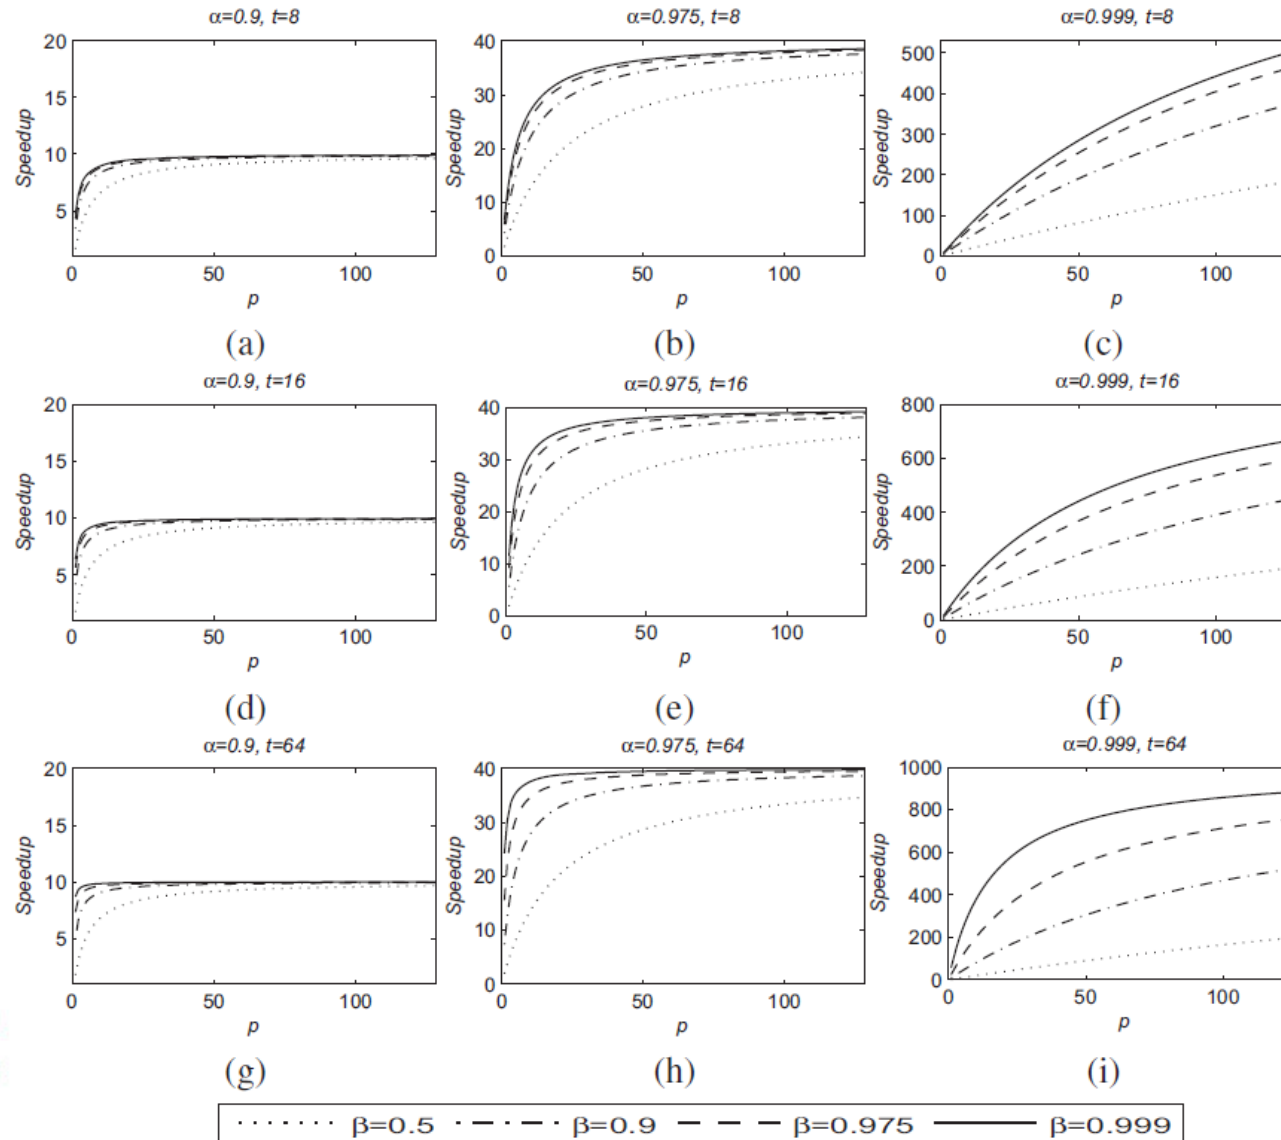 α=0.9, t=8
20
15
10
5
0
50
100
Speedup
p
(a)
α=0.975, t=8
40
30
20
10
0
0
50
100
Speedup
p
(b)
α=0.999, t=8
500
400
300
200
100
0
0
50
100
Speedup
p
(c)
α=0.9, t=16
20
15
10
5
0
50
100
Speedup
p
(d)
α=0.975, t=16
40
30
20
10
0
0
50
100
Speedup
p
(e)
α=0.999, t=16
800
600
400
200
0
0
50
100
Speedup
p
(f)
α=0.9, t=64
20
15
10
5
0
50
100
Speedup
p
(g)
α=0.975, t=64
40
30
20
10
0
0
50
100
Speedup
p
(h)
α=0.999, t=64
1000
800
600
400
200
0
0
50
100
Speedup
p
(i)
β=0.5 β=0.9 β=0.975 β=0.999